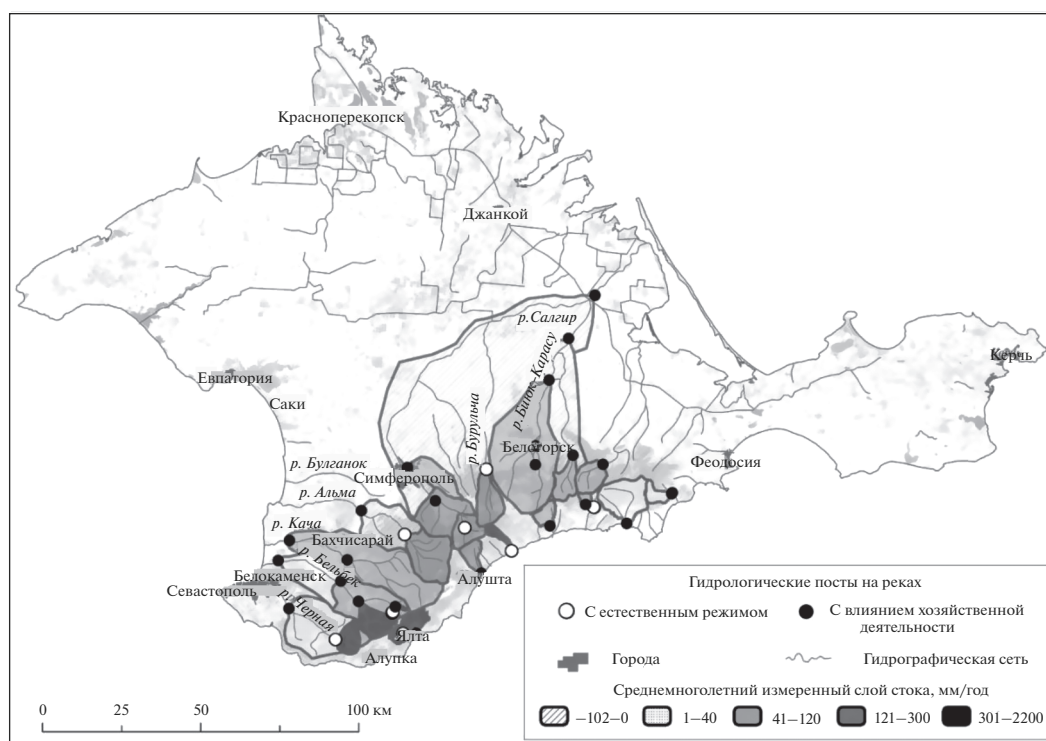 Красноперекопск
Джанкой
р.Салгир
р.Биюк-Карасу
Керчь
Евпатория
Саки
р.Бурульча
Белогорск
Феодосия
р. Булганок
Симферополь
р. Альма
р. Кача
Бахчисарай
р. Бельбек
Белокаменск
Алушта
Севастополь
р. Черная
Ялта
Алупка
Гидрологические посты на реках
С естественным режимом
С влиянием хозяйственной
деятельности
Города
Гидрографическая сеть
Среднемноголетний измеренный слой стока, мм/год
−102–0
1–40
41–120
121–300
301–2200
0 25 50 100 км